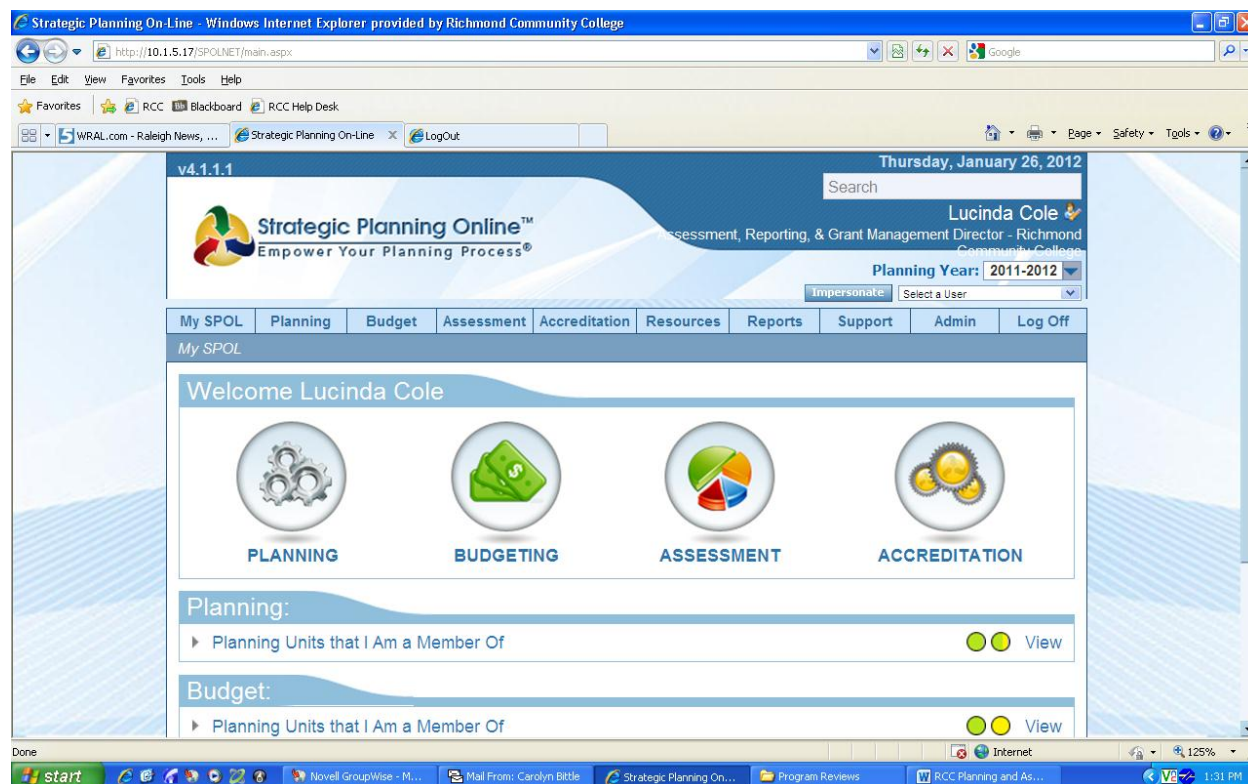 Strategic Planning On-Line - Windows Internet Explorer provided by Richmond Community College
http://10.1.5.17/SPOLNET/main.aspx
Google
File Edit View Favorites Tools Help
Favorites RCC Blackboard RCC Help Desk
WRAL.com - Raleigh News, ... Strategic Planning On-Line X LogOut Page Safety Tools
v4.1.1.1
Thursday, January 26, 2012
Search
Strategic Planning Online™
Empower Your Planning Process®
Lucinda Cole
Assessment, Reporting, & Grant Management Director - Richmond
Community College
Planning Year: 2011-2012
Impersonate Select a User
My SPOL Planning Budget Assessment Accreditation Resources Reports Support Admin Log Off
My SPOL
Welcome Lucinda Cole
PLANNING BUDGETING ASSESSMENT ACCREDITATION
Planning:
Planning Units that I Am a Member Of View
Budget:
Planning Units that I Am a Member Of View
Done Internet 125%
start Novell GroupWise - M... Mail From: Carolyn Bittle Strategic Planning On... Program Reviews RCC Planning and As... 1:31 PM